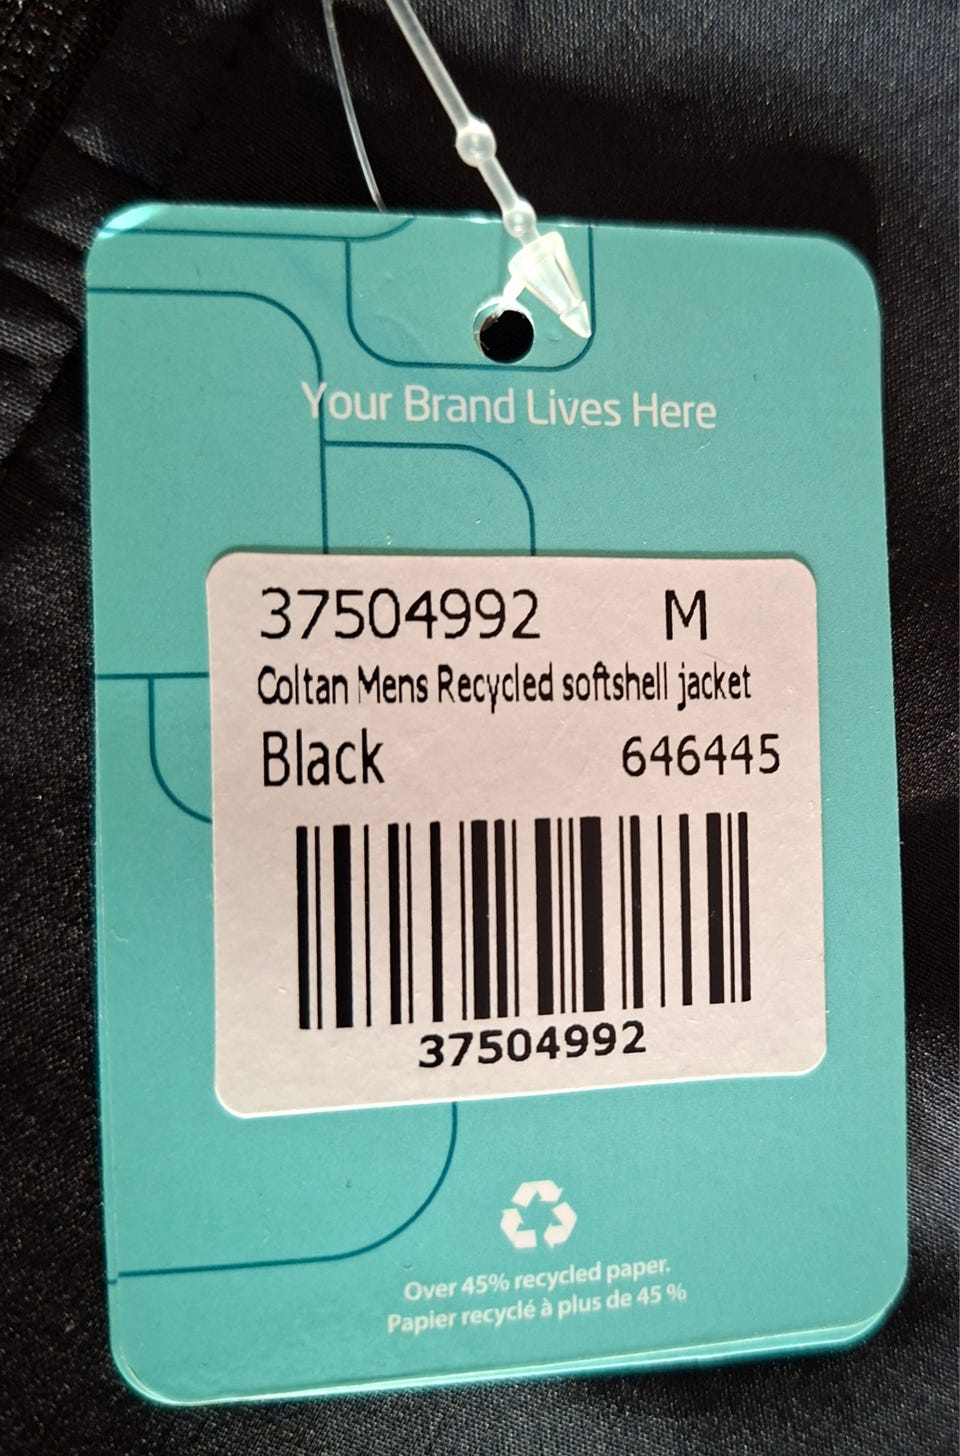 Your Brand Lives Here
37504992 M
Coltan Mens Recycled softshell jacket
Black 646445
37504992
Over 45% recycled paper.
Papier recyclé à plus de 45 %